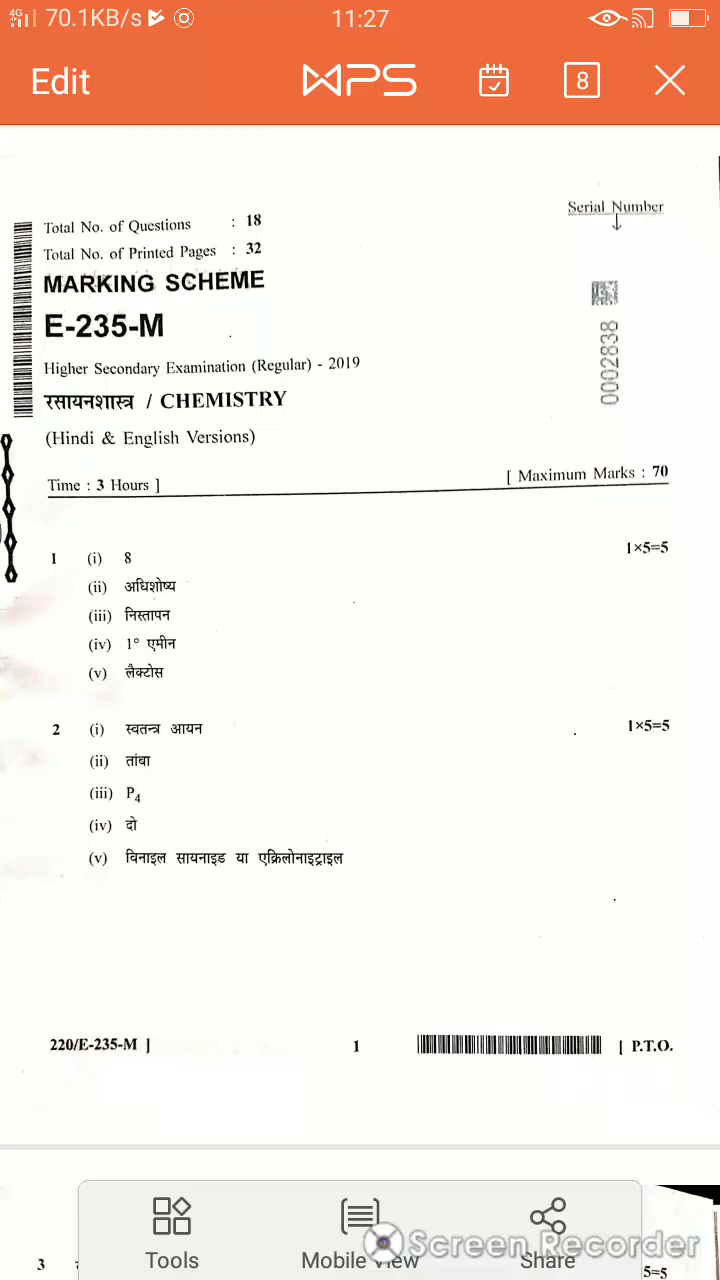 4G 70.1KB/s 11:27
Edit WPS 8
Serial Number
Total No. of Questions : 18
Total No. of Printed Pages : 32
MARKING SCHEME
E-235-M
0002838
Higher Secondary Examination (Regular) - 2019
रसायनशास्त्र / CHEMISTRY
(Hindi & English Versions)
Time : 3 Hours ] [ Maximum Marks : 70
1 (i) 8 1×5=5
(ii) अधिशोष्य
(iii) निस्तापन
(iv) 1° एमीन
(v) लैक्टोस
2 (i) स्वतन्त्र आयन 1×5=5
(ii) तांबा
(iii) P₄
(iv) दो
(v) विनाइल सायनाइड या एक्रिलोनाइट्राइल
220/E-235-M ] 1 [ P.T.O.
Tools Mobile View Share
Screen Recorder
3 5=5